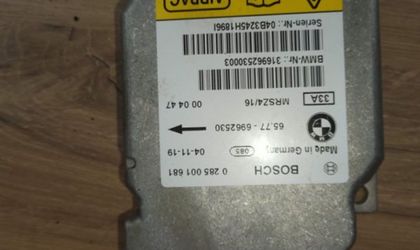 BOSCH 0 285 001 681
Made in Germany 085 04-11-19
65.77 - 6962530
33A MRSZ4/16 00 04 47
BMW-Nr.: 316962530003
Serien-Nr.: 04B3245H1896I
AIRBAG